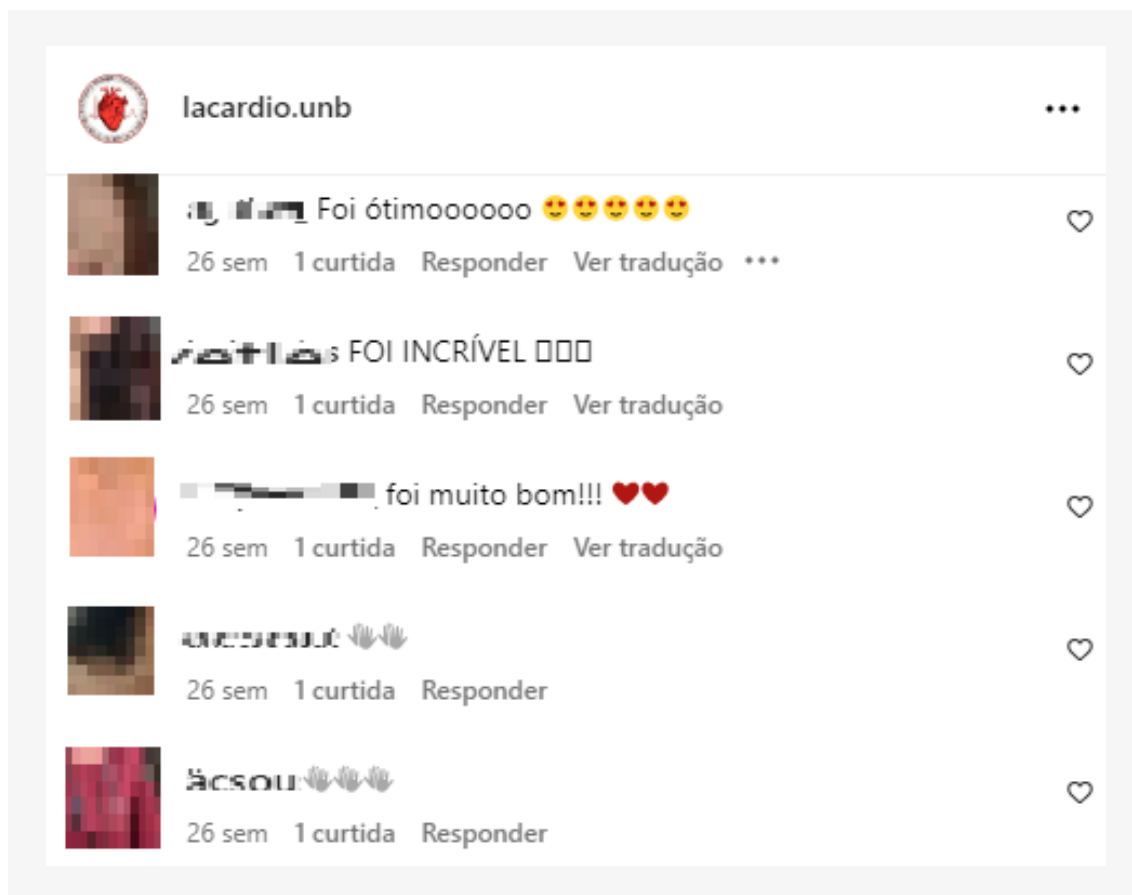 lacardio.unb
Foi ótimoooooo 😍😍😍😍😍
26 sem 1 curtida Responder Ver tradução •••
FOI INCRÍVEL □□□
26 sem 1 curtida Responder Ver tradução
foi muito bom!!! ❤❤
26 sem 1 curtida Responder Ver tradução
👋👋
26 sem 1 curtida Responder
👋👋👋
26 sem 1 curtida Responder